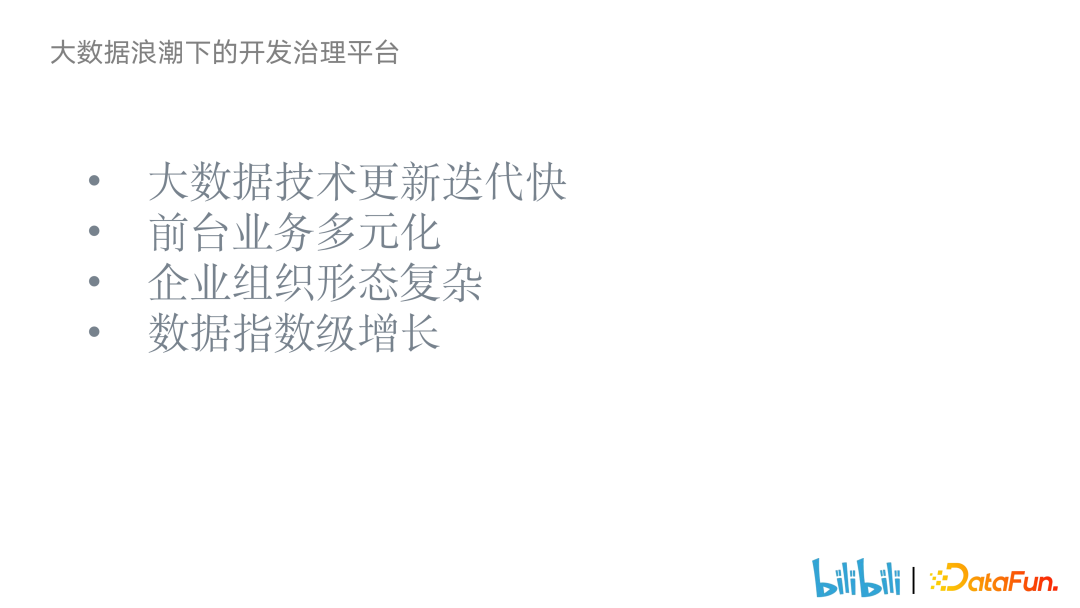 大数据浪潮下的开发治理平台
• 大数据技术更新迭代快
• 前台业务多元化
• 企业组织形态复杂
• 数据指数级增长
bilibili | DataFun.